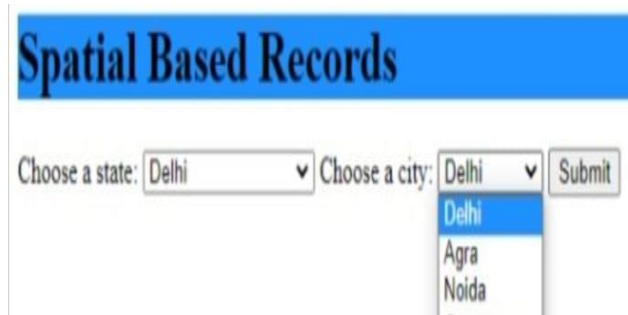 Spatial Based Records
Choose a state: Delhi Choose a city: Delhi Submit
Delhi
Agra
Noida